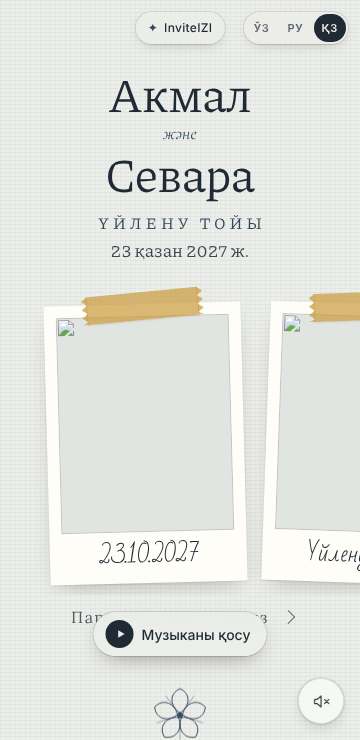 InviteIZI
ЎЗ РУ ҚЗ
Акмал
және
Севара
ҮЙЛЕНУ ТОЙЫ
23 қазан 2027 ж.
23.10.2027
Музыканы қосу